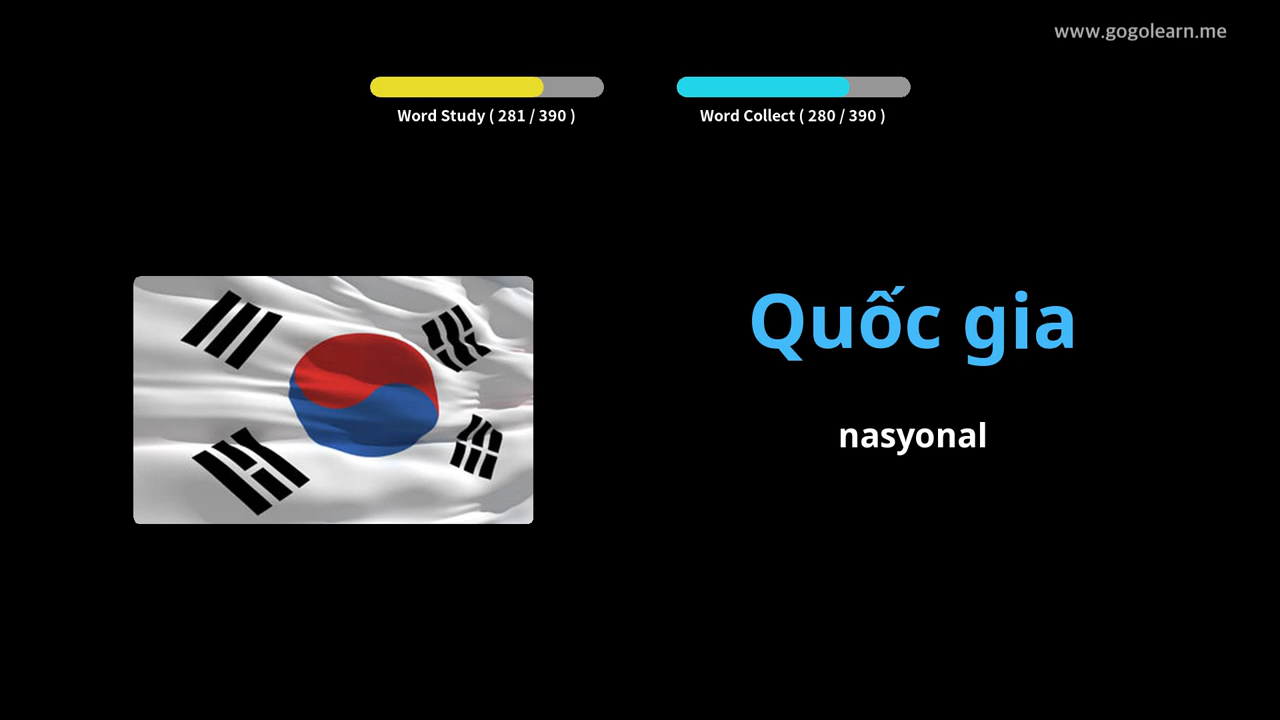 www.gogolearn.me
Word Study ( 281 / 390 )
Word Collect ( 280 / 390 )
Quốc gia
nasyonal